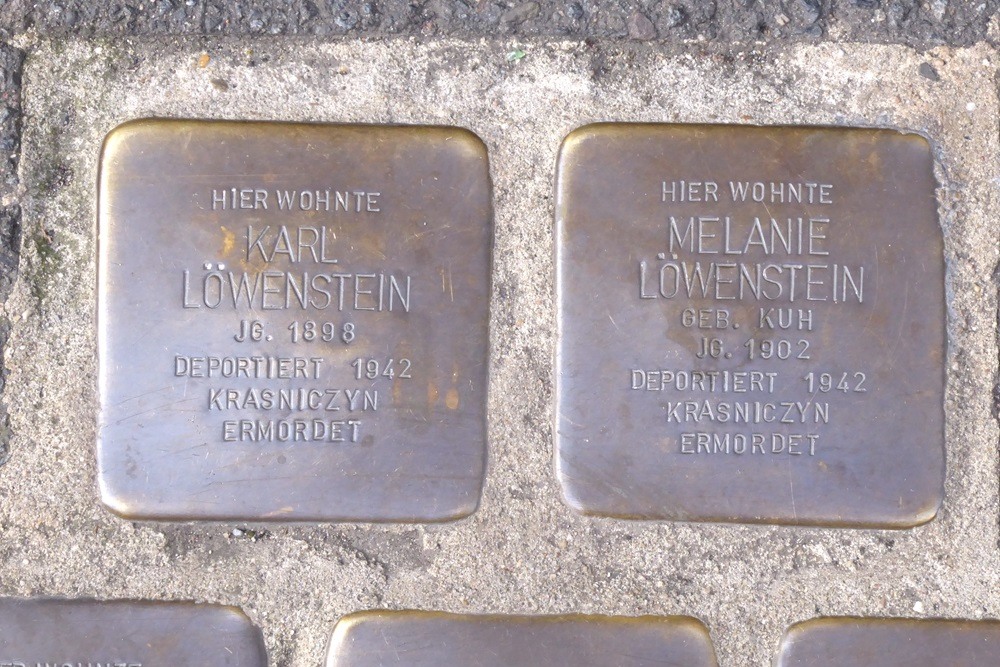 HIER WOHNTE
KARL
LÖWENSTEIN
JG. 1898
DEPORTIERT 1942
KRASNICZYN
ERMORDET
HIER WOHNTE
MELANIE
LÖWENSTEIN
GEB. KUH
JG. 1902
DEPORTIERT 1942
KRASNICZYN
ERMORDET